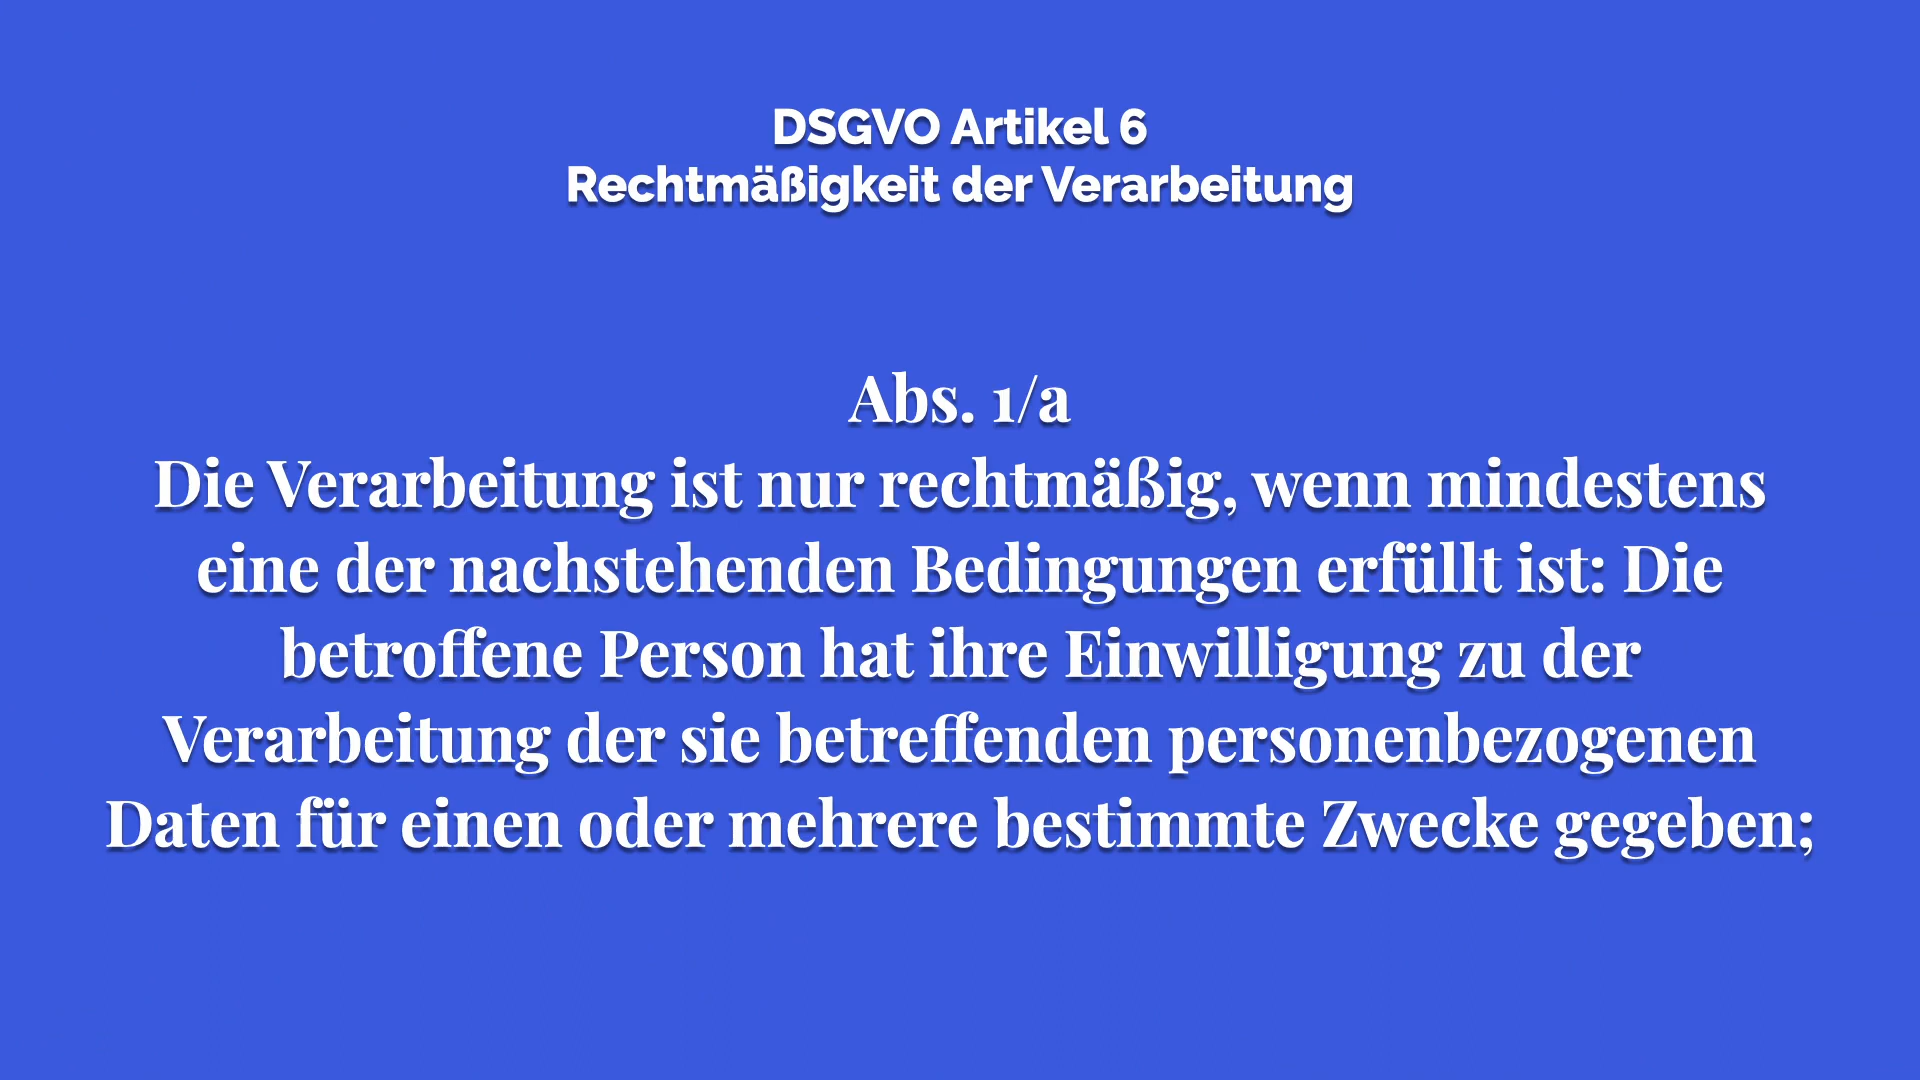 DSGVO Artikel 6
Rechtmäßigkeit der Verarbeitung
Abs. 1/a
Die Verarbeitung ist nur rechtmäßig, wenn mindestens
eine der nachstehenden Bedingungen erfüllt ist: Die
betroffene Person hat ihre Einwilligung zu der
Verarbeitung der sie betreffenden personenbezogenen
Daten für einen oder mehrere bestimmte Zwecke gegeben;